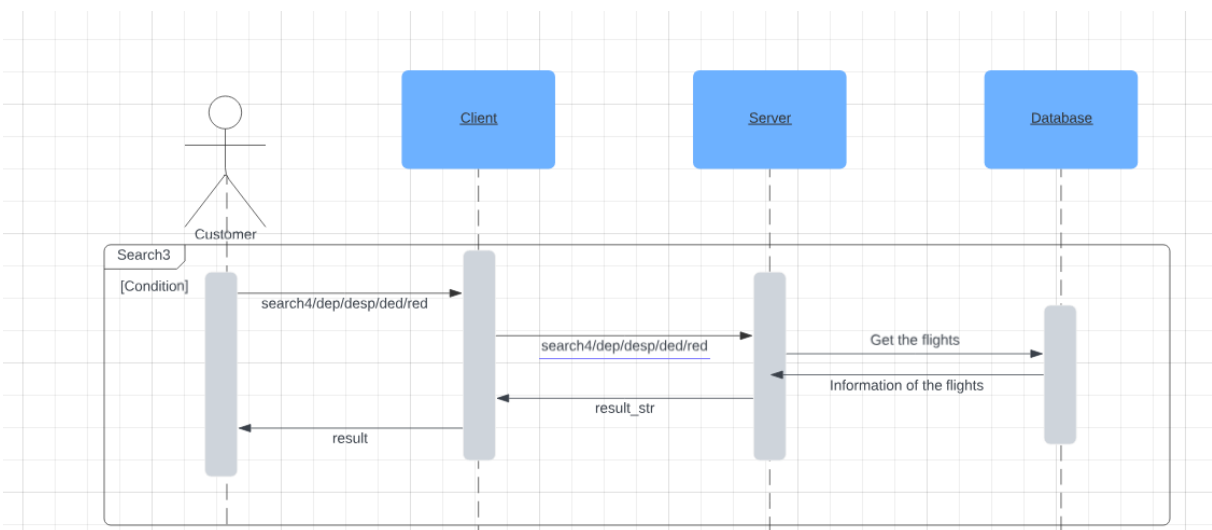 Client
Server
Database
Customer
Search3
[Condition]
search4/dep/desp/ded/red
search4/dep/desp/ded/red
Get the flights
Information of the flights
result_str
result